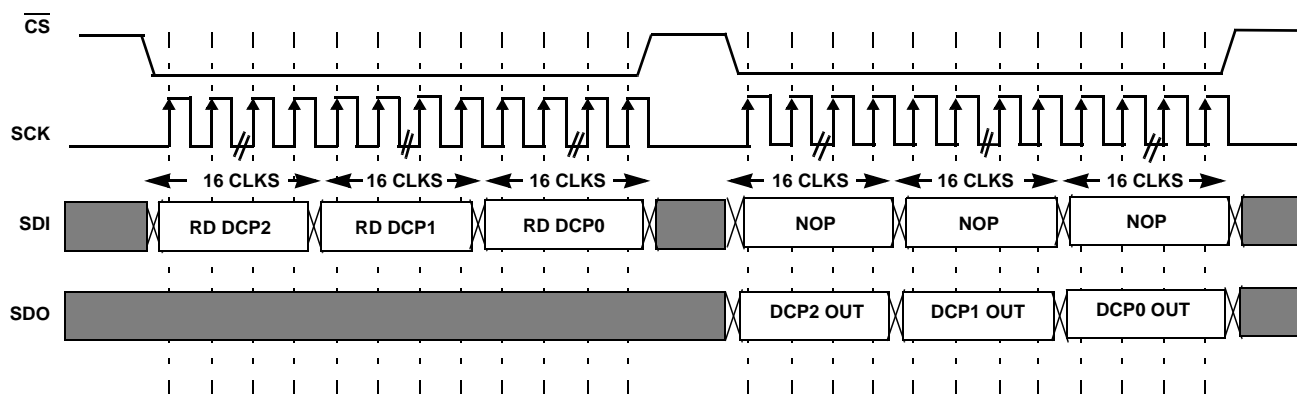 CS
SCK
16 CLKS 16 CLKS 16 CLKS 16 CLKS 16 CLKS 16 CLKS
SDI RD DCP2 RD DCP1 RD DCP0 NOP NOP NOP
SDO DCP2 OUT DCP1 OUT DCP0 OUT